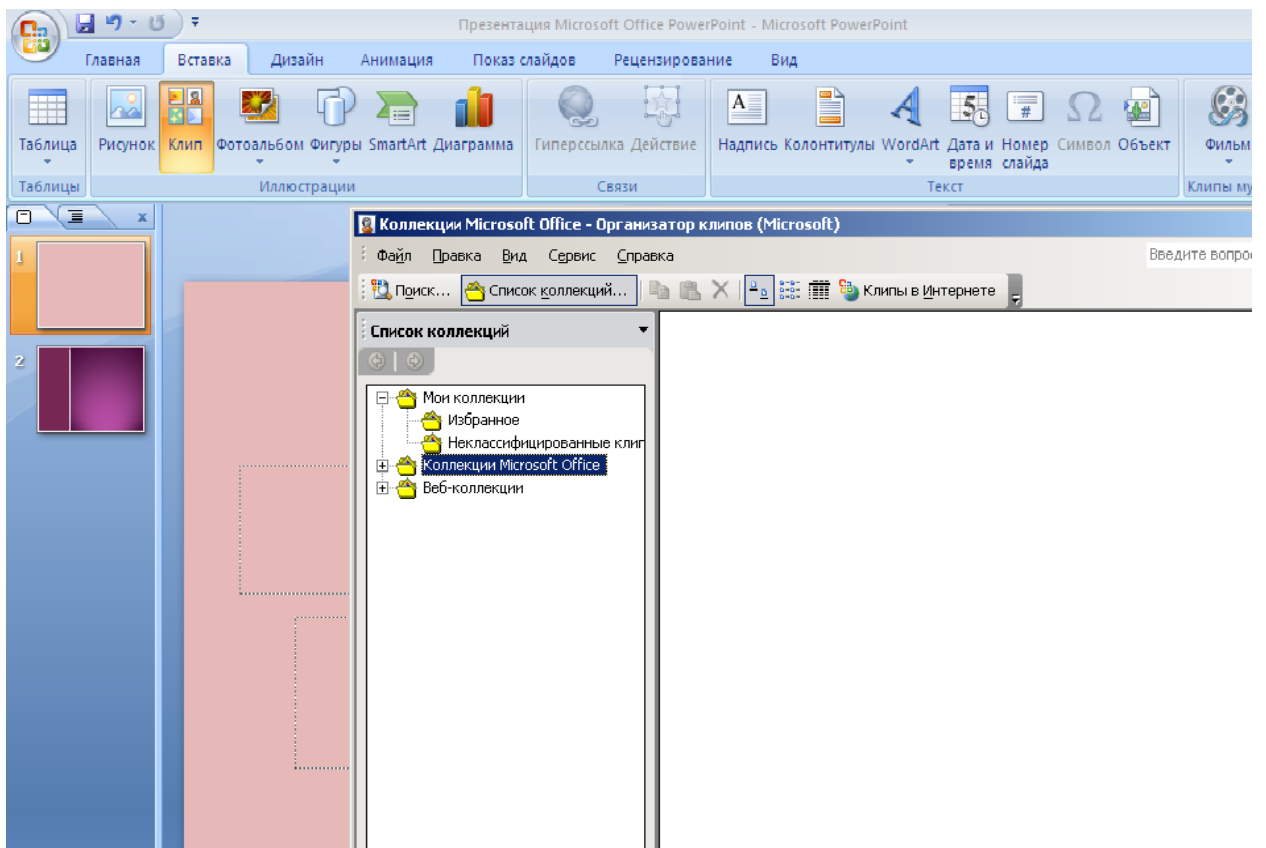 Презентация Microsoft Office PowerPoint - Microsoft PowerPoint
Главная Вставка Дизайн Анимация Показ слайдов Рецензирование Вид
Таблица Рисунок Клип Фотоальбом Фигуры SmartArt Диаграмма Гиперссылка Действие Надпись Колонтитулы WordArt Дата и время Номер слайда Символ Объект Фильм
Таблицы Иллюстрации Связи Текст Клипы му
1
2
Коллекции Microsoft Office - Организатор клипов (Microsoft)
Файл Правка Вид Сервис Справка Введите вопро
Поиск... Список коллекций... Клипы в Интернете
Список коллекций
Мои коллекции
Избранное
Неклассифицированные клип
Коллекции Microsoft Office
Веб-коллекции